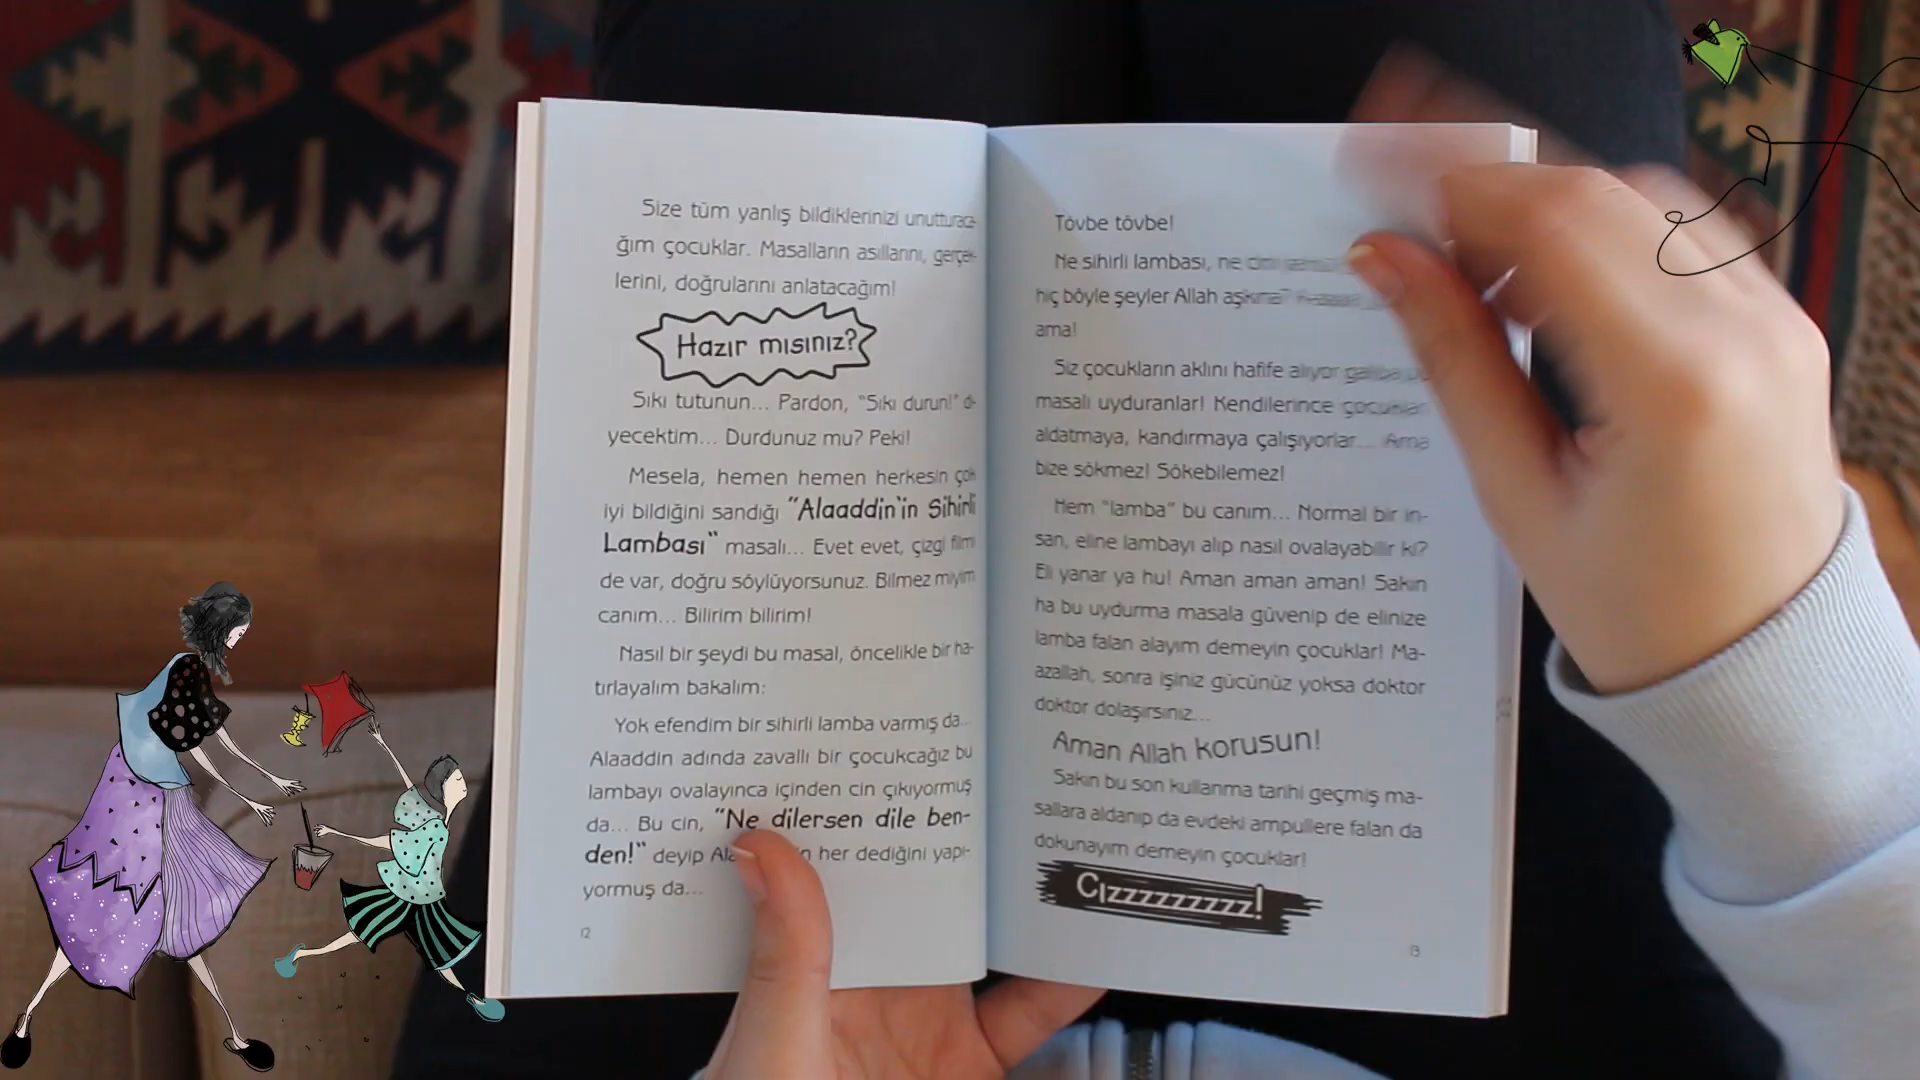 Size tüm yanlış bildiklerinizi unutturaca-
ğım çocuklar. Masalların asıllarını, gerçek-
lerini, doğrularını anlatacağım!
Hazır mısınız?
Sıkı tutunun... Pardon, "Sıkı durun!" di-
yecektim... Durdunuz mu? Peki!
Mesela, hemen hemen herkesin çok
iyi bildiğini sandığı "Alaaddin'in Sihirli
Lambası" masalı... Evet evet, çizgi filmi
de var, doğru söylüyorsunuz. Bilmez miyim
canım... Bilirim bilirim!
Nasıl bir şeydi bu masal, öncelikle bir ha-
tırlayalım bakalım:
Yok efendim bir sihirli lamba varmış da...
Alaaddin adında zavallı bir çocukcağız bu
lambayı ovalayınca içinden cin çıkıyormuş
da... Bu cin, "Ne dilersen dile ben-
den!" deyip her dediğini yapı-
yormuş da...
12
Tövbe tövbe!
Ne sihirli lambası, ne cini
hiç böyle şeyler Allah aşkına?
ama!
Siz çocukların aklını hafife alıyor galiba bu
masalı uyduranlar! Kendilerince çocukları
aldatmaya, kandırmaya çalışıyorlar... Ama
bize sökmez! Sökebilemez!
Hem "lamba" bu canım... Normal bir in-
san, eline lambayı alıp nasıl ovalayabilir ki?
Eli yanar ya hu! Aman aman aman! Sakın
ha bu uydurma masala güvenip de elinize
lamba falan alayım demeyin çocuklar! Ma-
azallah, sonra işiniz gücünüz yoksa doktor
doktor dolaşırsınız...
Aman Allah korusun!
Sakın bu son kullanma tarihi geçmiş ma-
sallara aldanıp da evdeki ampullere falan da
dokunayım demeyin çocuklar!
Cızzzzzzzzz!
13